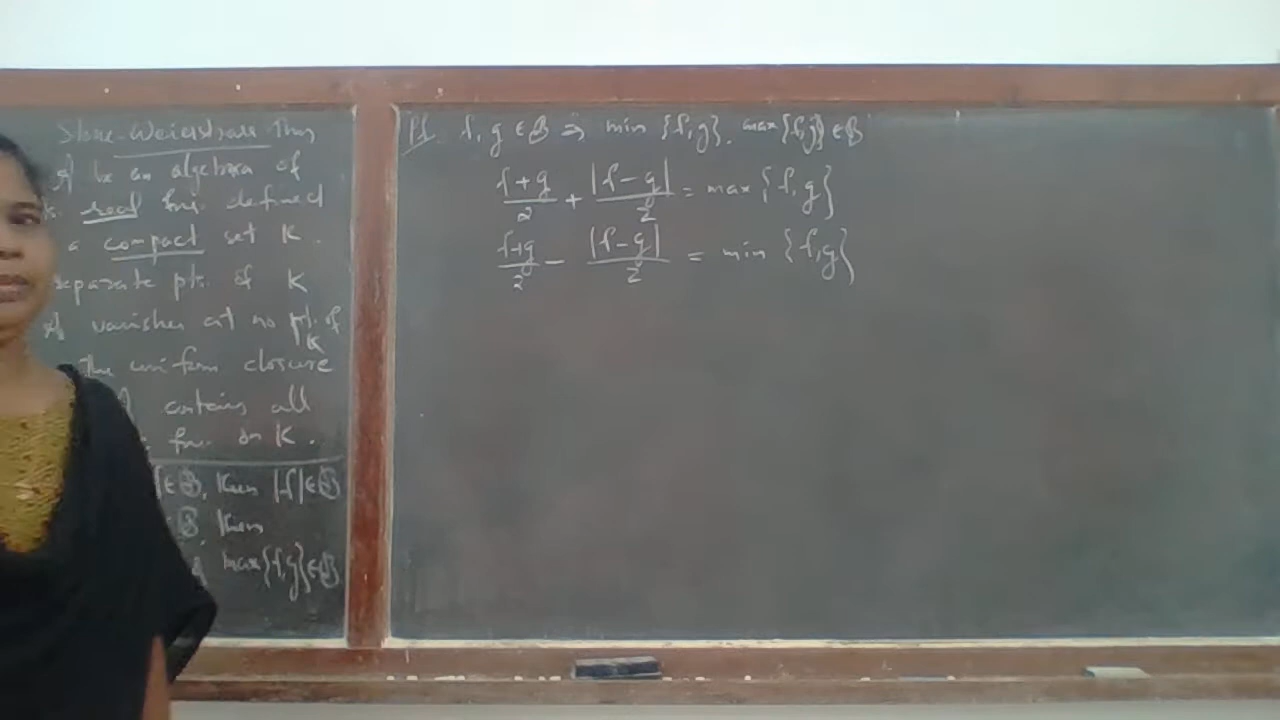 Stone-Weierstrass Thm
A be an algebra of
real fns. defined
a compact set K.
separate pts. of K
A vanishes at no pt. of
K
The uniform closure
A contains all
fns. on K.
f∈ℬ, then |f|∈ℬ
ℬ, then
max{f,g}∈ℬ
Pf. f, g ∈ ℬ ⇒ min {f,g}, max{f,g} ∈ ℬ
(f+g)/2 + |f-g|/2 = max {f,g}
(f+g)/2 - |f-g|/2 = min {f,g}